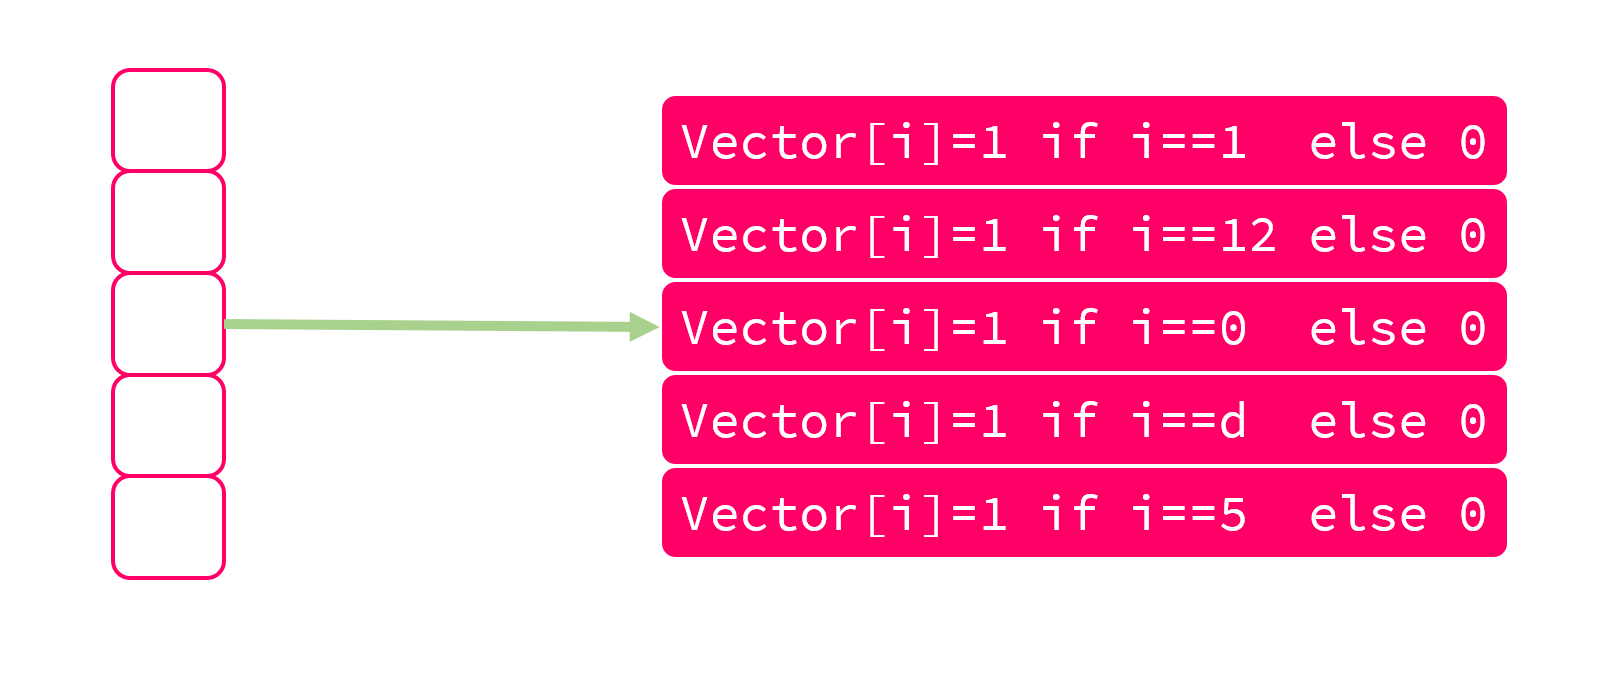 Vector[i]=1 if i==1  else 0
Vector[i]=1 if i==12 else 0
Vector[i]=1 if i==0  else 0
Vector[i]=1 if i==d  else 0
Vector[i]=1 if i==5  else 0